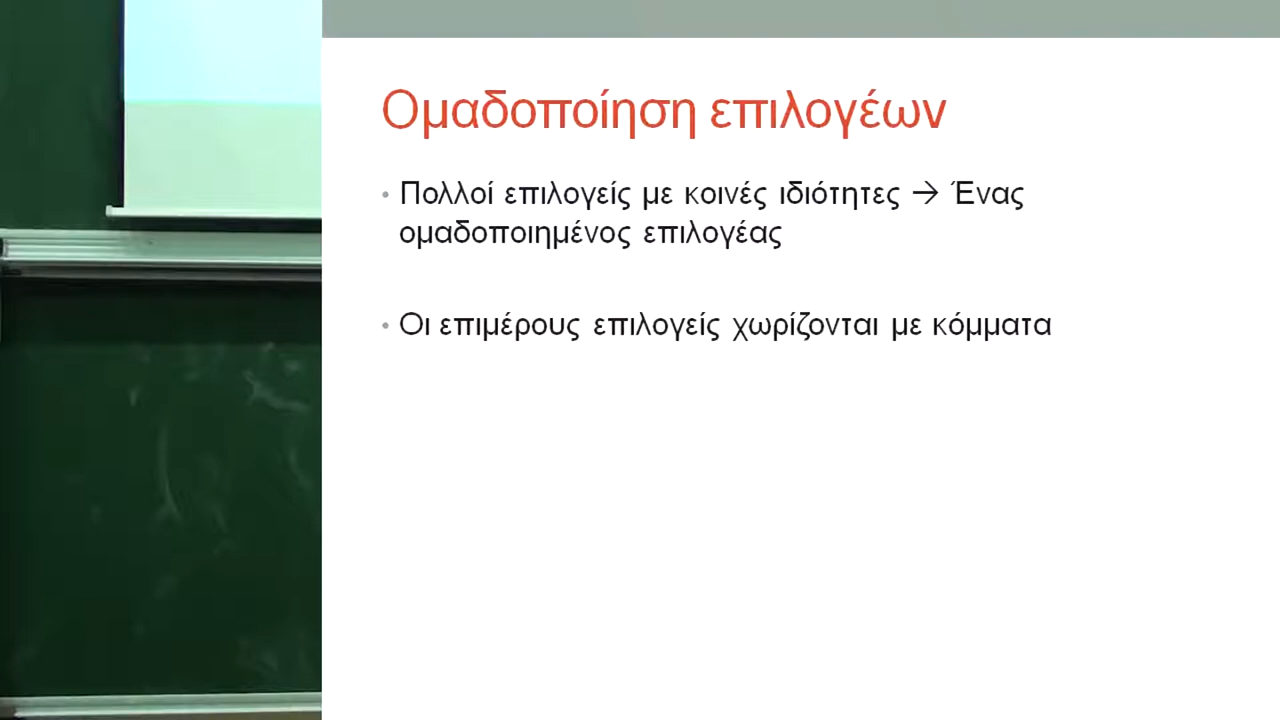 Ομαδοποίηση επιλογέων
• Πολλοί επιλογείς με κοινές ιδιότητες → Ένας
ομαδοποιημένος επιλογέας
• Οι επιμέρους επιλογείς χωρίζονται με κόμματα